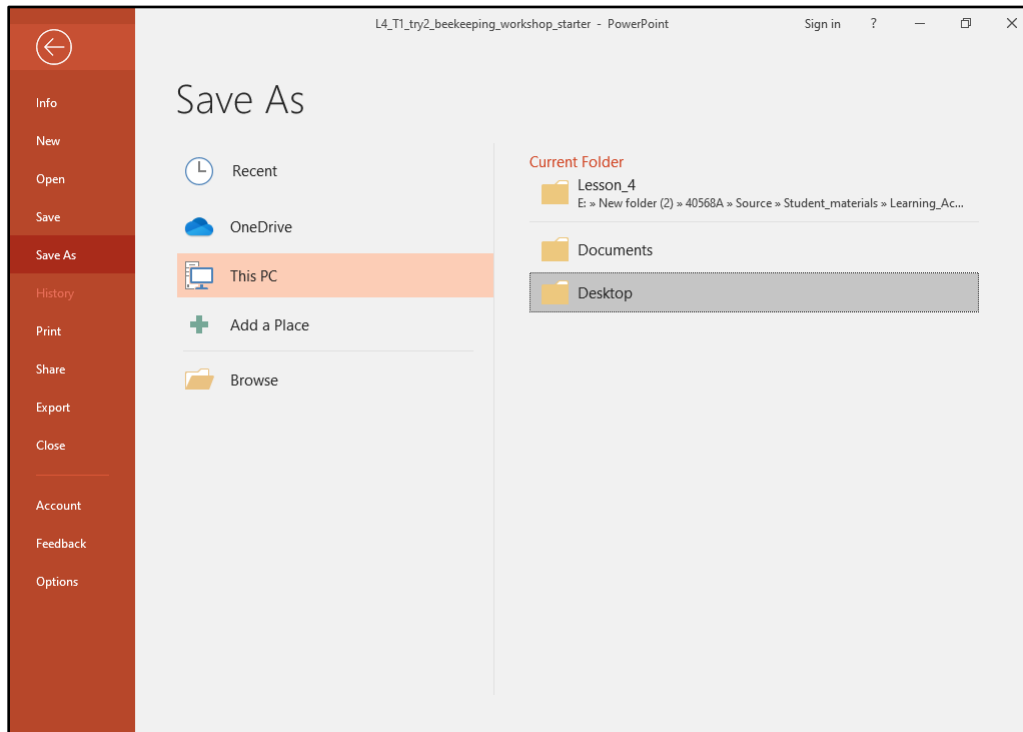 L4_T1_try2_beekeeping_workshop_starter - PowerPoint
Sign in ?
Info
New
Open
Save
Save As
History
Print
Share
Export
Close
Account
Feedback
Options
Save As
Recent
OneDrive
This PC
Add a Place
Browse
Current Folder
Lesson_4
E: » New folder (2) » 40568A » Source » Student_materials » Learning_Ac...
Documents
Desktop